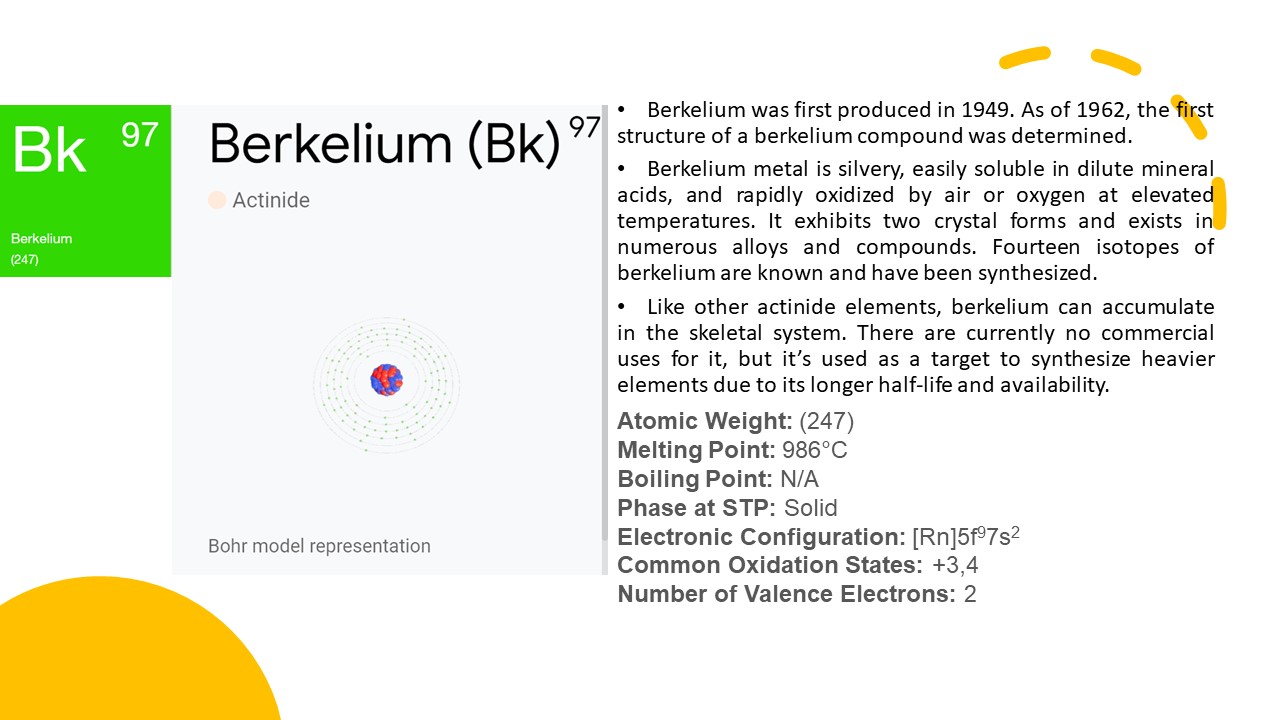 Bk 97
Berkelium
(247)
Berkelium (Bk) 97
Actinide
Bohr model representation
• Berkelium was first produced in 1949. As of 1962, the first
structure of a berkelium compound was determined.
• Berkelium metal is silvery, easily soluble in dilute mineral
acids, and rapidly oxidized by air or oxygen at elevated
temperatures. It exhibits two crystal forms and exists in
numerous alloys and compounds. Fourteen isotopes of
berkelium are known and have been synthesized.
• Like other actinide elements, berkelium can accumulate
in the skeletal system. There are currently no commercial
uses for it, but it’s used as a target to synthesize heavier
elements due to its longer half-life and availability.
Atomic Weight: (247)
Melting Point: 986°C
Boiling Point: N/A
Phase at STP: Solid
Electronic Configuration: [Rn]5f⁹7s²
Common Oxidation States: +3,4
Number of Valence Electrons: 2